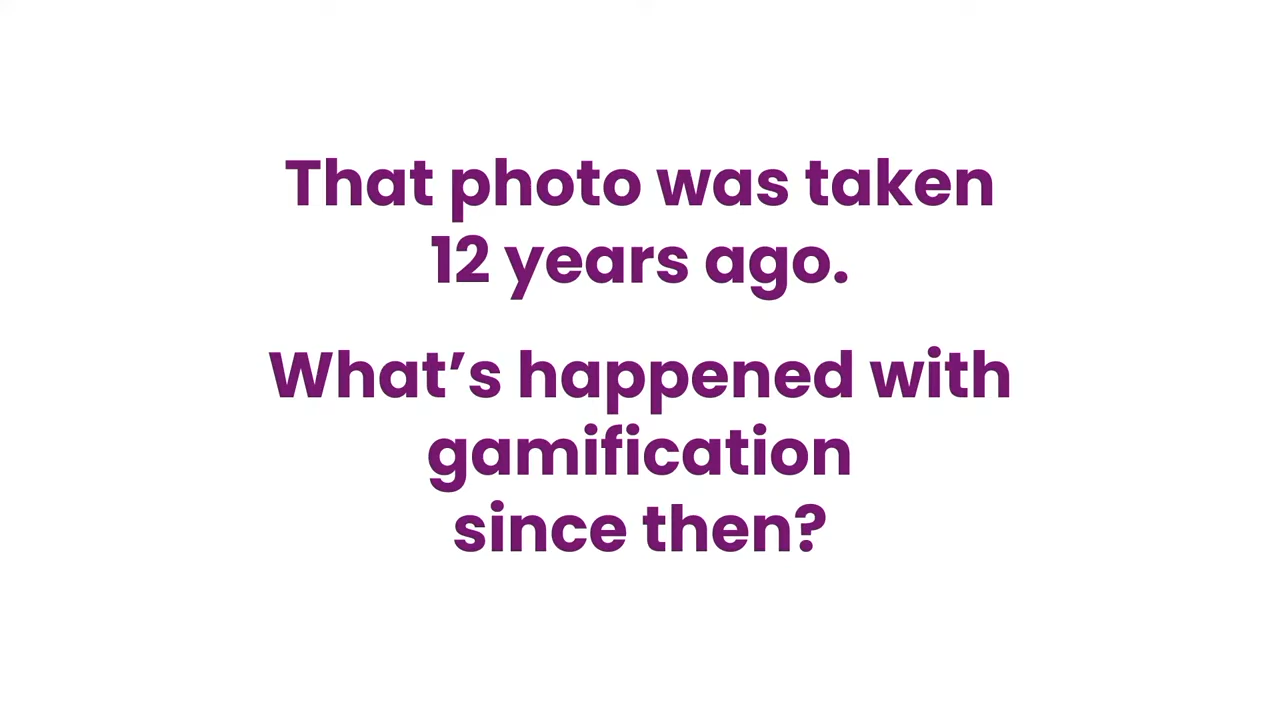 That photo was taken
12 years ago.
What’s happened with
gamification
since then?